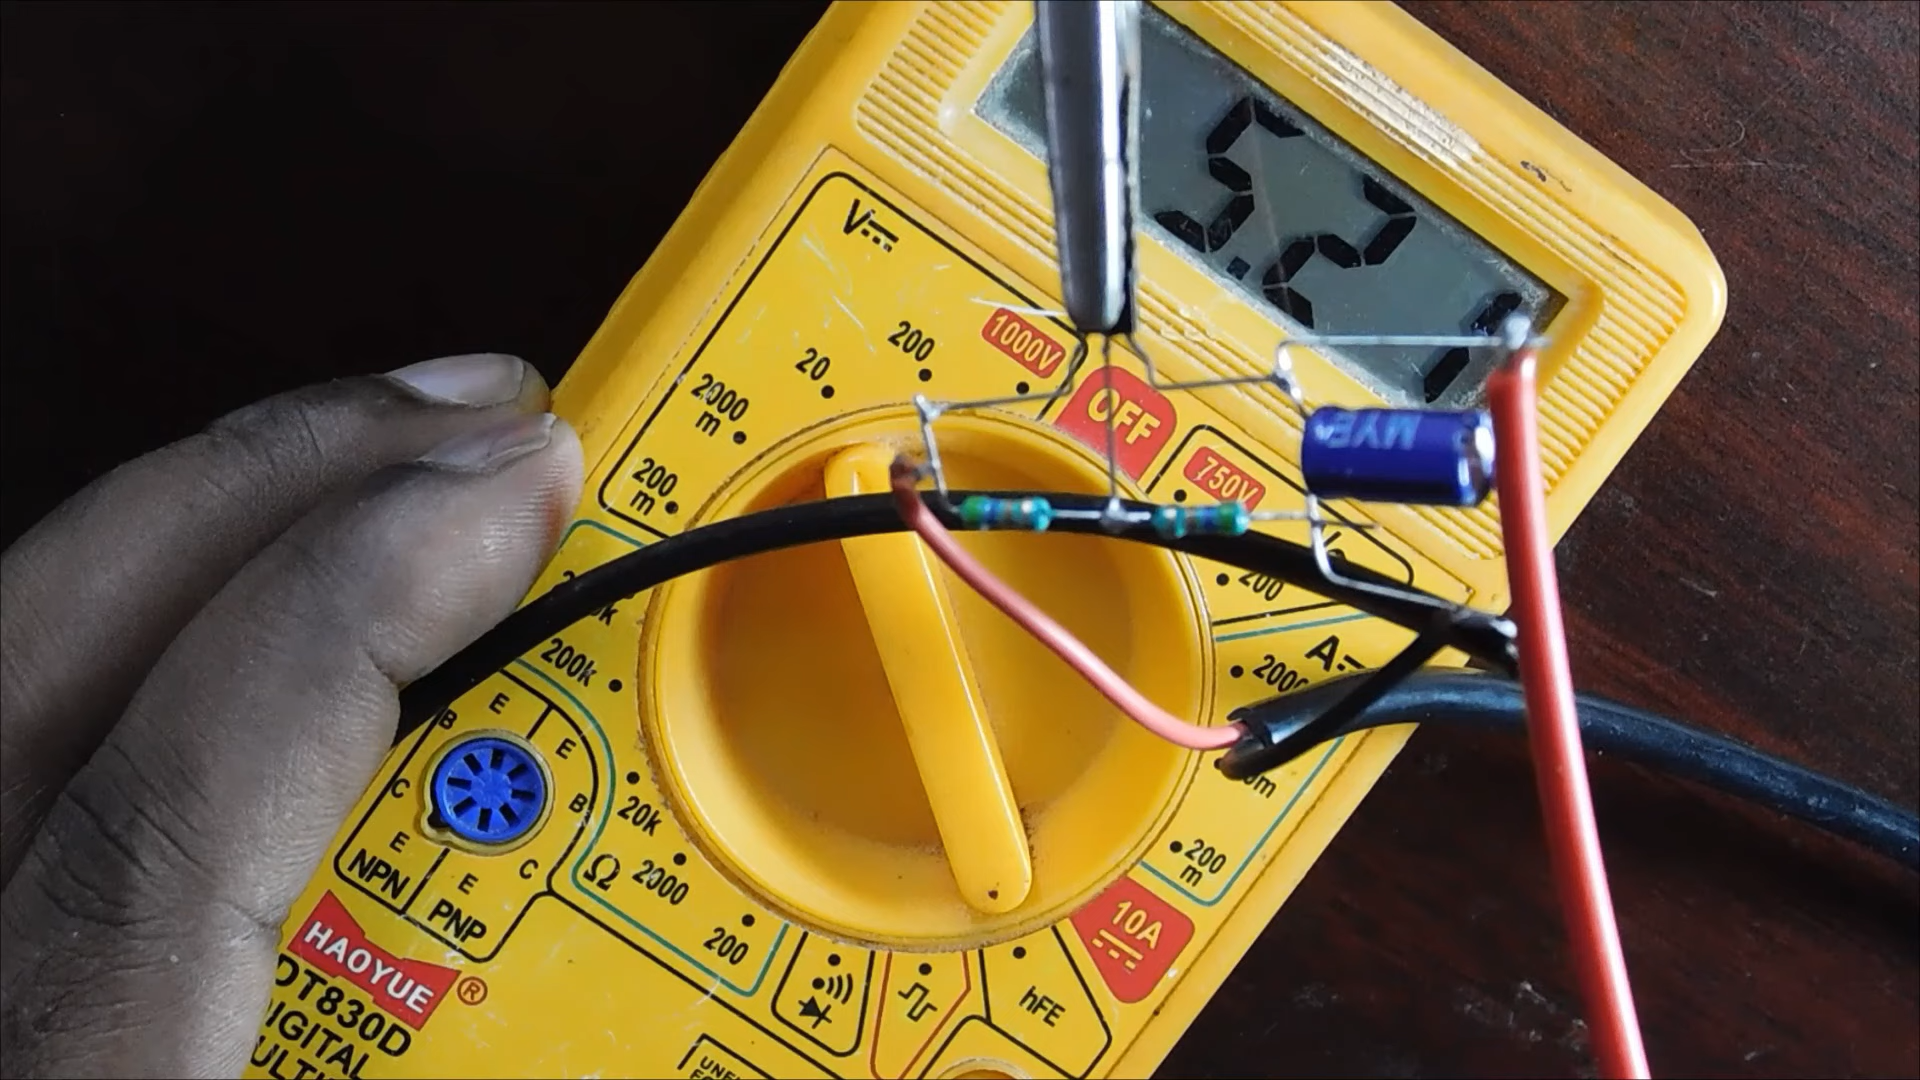 5.21
V
1000V
200
20
2000
m
200
m
OFF
750V
200
A
200k
20k
2000
200
Ω
200
m
10A
hFE
B
E
E
C
B
E
C
E
NPN
PNP
HAOYUE
®
DT830D
DIGITAL
MYE